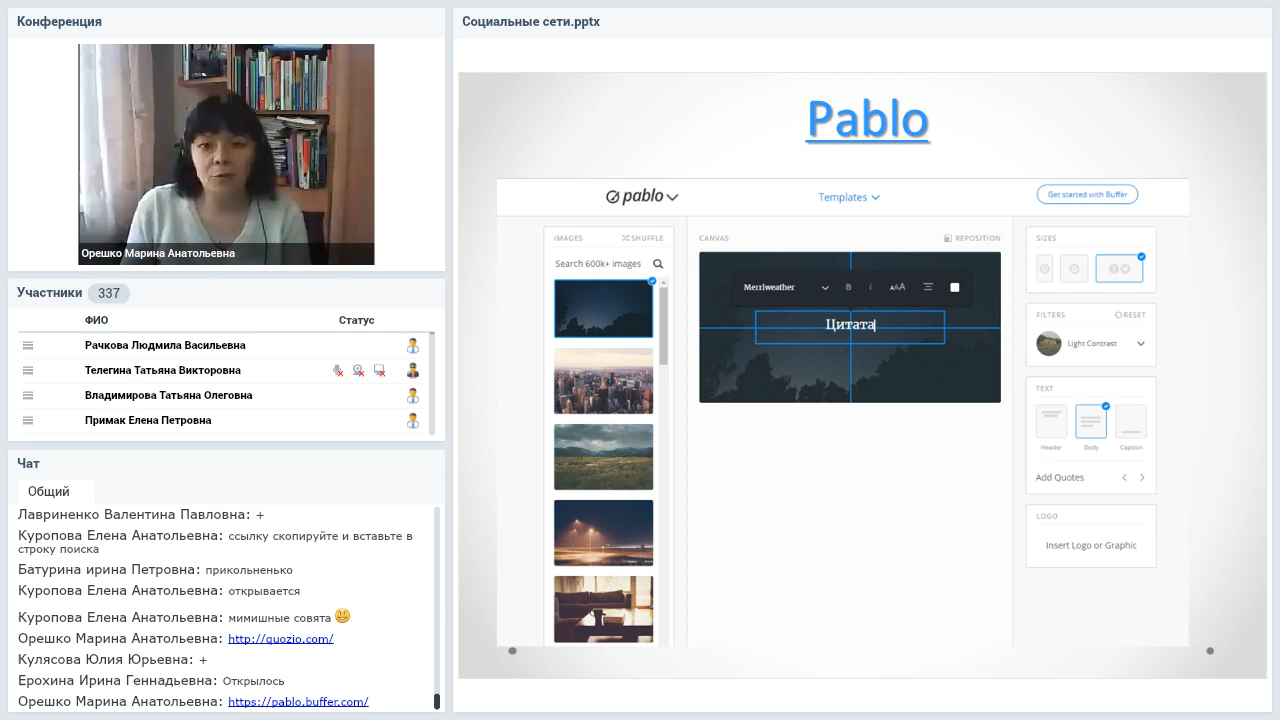 Конференция
Орешко Марина Анатольевна
Участники 337
ФИО Статус
Рачкова Людмила Васильевна
Телегина Татьяна Викторовна
Владимирова Татьяна Олеговна
Примак Елена Петровна
Чат
Общий
Лавриненко Валентина Павловна: +
Куропова Елена Анатольевна: ссылку скопируйте и вставьте в
строку поиска
Батурина ирина Петровна: прикольненько
Куропова Елена Анатольевна: открывается
Куропова Елена Анатольевна: мимишные совята
Орешко Марина Анатольевна: http://quozio.com/
Кулясова Юлия Юрьевна: +
Ерохина Ирина Геннадьевна: Открылось
Орешко Марина Анатольевна: https://pablo.buffer.com/
Социальные сети.pptx
Pablo
pablo Templates Get started with Buffer
IMAGES SHUFFLE
Search 600k+ images
CANVAS REPOSITION
Merriweather B i AAA
Цитата
SIZES
FILTERS RESET
Light Contrast
TEXT
Header Body Caption
Add Quotes
LOGO
Insert Logo or Graphic